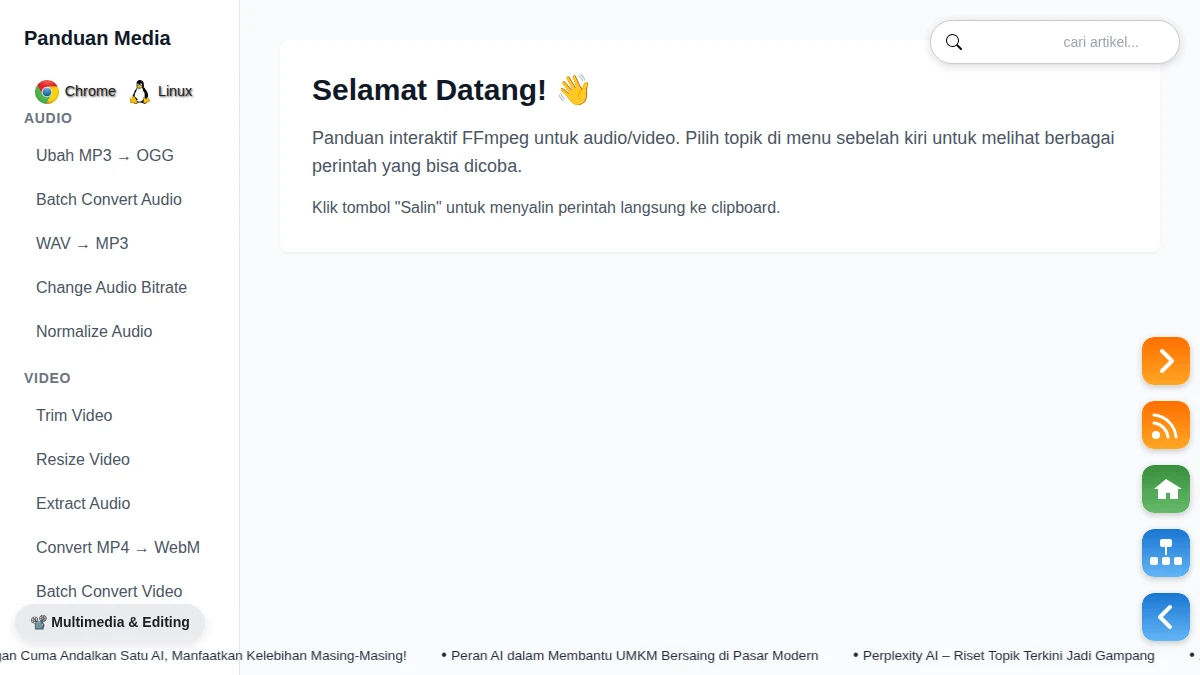 Panduan Media
cari artikel...
Chrome Linux
AUDIO
Ubah MP3 → OGG
Batch Convert Audio
WAV → MP3
Change Audio Bitrate
Normalize Audio
VIDEO
Trim Video
Resize Video
Extract Audio
Convert MP4 → WebM
Batch Convert Video
📽️ Multimedia & Editing
Selamat Datang! 👋
Panduan interaktif FFmpeg untuk audio/video. Pilih topik di menu sebelah kiri untuk melihat berbagai
perintah yang bisa dicoba.
Klik tombol "Salin" untuk menyalin perintah langsung ke clipboard.
Cuma Andalkan Satu AI, Manfaatkan Kelebihan Masing-Masing! • Peran AI dalam Membantu UMKM Bersaing di Pasar Modern • Perplexity AI – Riset Topik Terkini Jadi Gampang •